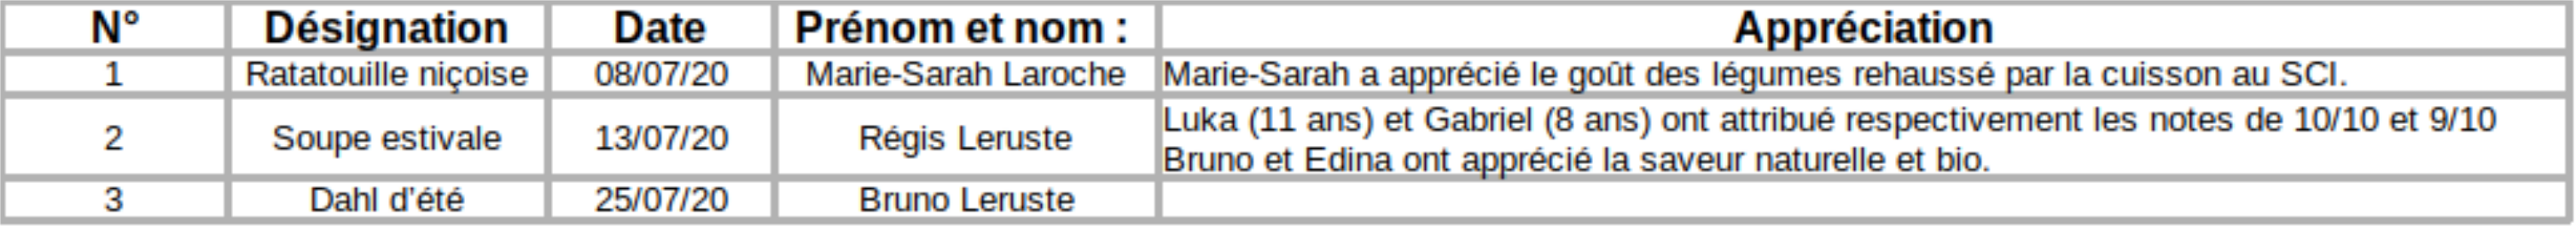 N° Désignation Date Prénom et nom : Appréciation
1 Ratatouille niçoise 08/07/20 Marie-Sarah Laroche Marie-Sarah a apprécié le goût des légumes rehaussé par la cuisson au SCI.
2 Soupe estivale 13/07/20 Régis Leruste Luka (11 ans) et Gabriel (8 ans) ont attribué respectivement les notes de 10/10 et 9/10
Bruno et Edina ont apprécié la saveur naturelle et bio.
3 Dahl d'été 25/07/20 Bruno Leruste